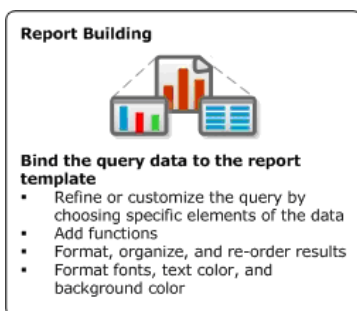 Report Building
Bind the query data to the report
template
▪ Refine or customize the query by
choosing specific elements of the data
▪ Add functions
▪ Format, organize, and re-order results
▪ Format fonts, text color, and
background color